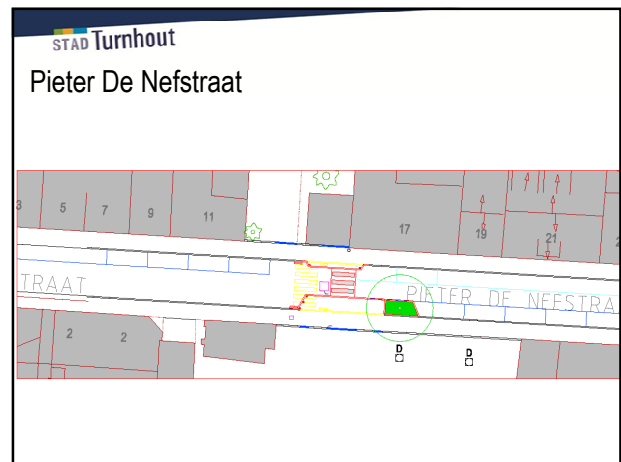 STAD Turnhout
Pieter De Nefstraat
3
5
7
9
11
17
19
21
TRAAT
PIETER DE NEFSTRA
2
2
D
D